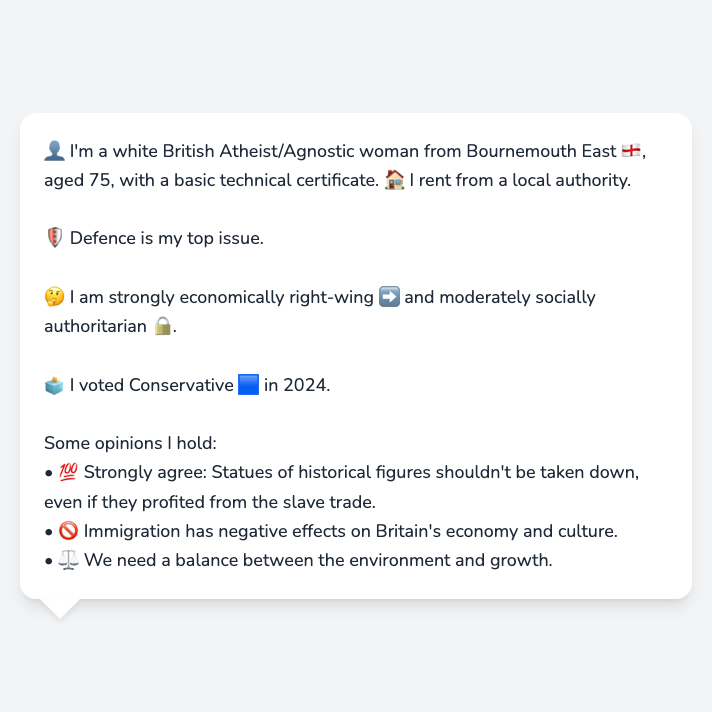 👤 I'm a white British Atheist/Agnostic woman from Bournemouth East 🏴󠁧󠁢󠁥󠁮󠁧󠁿,
aged 75, with a basic technical certificate. 🏠 I rent from a local authority.
🛡️ Defence is my top issue.
🤔 I am strongly economically right-wing ➡️ and moderately socially
authoritarian 🔒.
🗳️ I voted Conservative 🟦 in 2024.
Some opinions I hold:
• 💯 Strongly agree: Statues of historical figures shouldn't be taken down,
even if they profited from the slave trade.
• 🚫 Immigration has negative effects on Britain's economy and culture.
• ⚖️ We need a balance between the environment and growth.